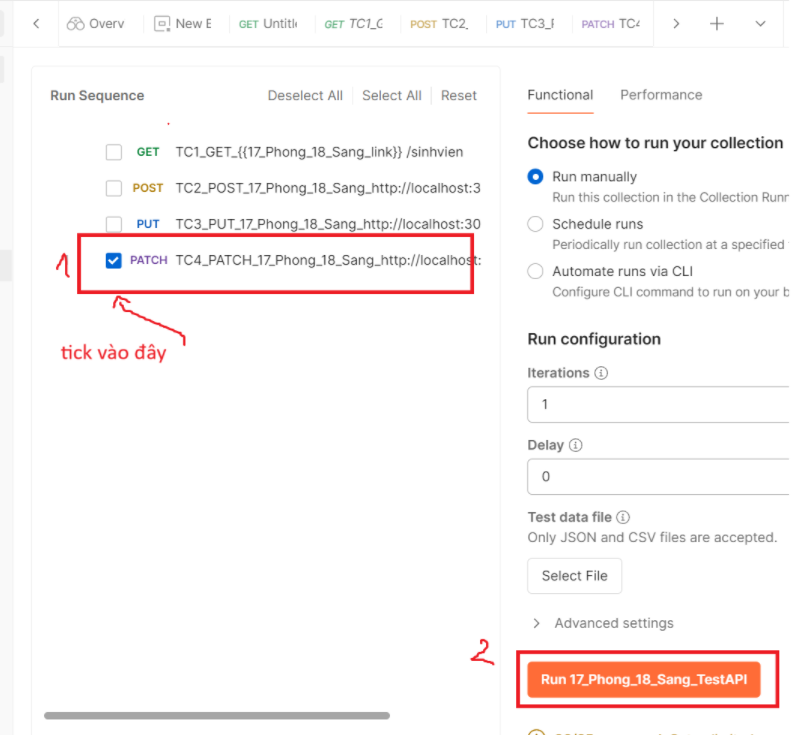 Overv New E GET Untitle GET TC1_G POST TC2_ PUT TC3_F PATCH TC4
Run Sequence Deselect All Select All Reset
GET TC1_GET_{{17_Phong_18_Sang_link}} /sinhvien
POST TC2_POST_17_Phong_18_Sang_http://localhost:3
PUT TC3_PUT_17_Phong_18_Sang_http://localhost:30
1 PATCH TC4_PATCH_17_Phong_18_Sang_http://localhost:
tick vào đây
Functional Performance
Choose how to run your collection
Run manually
Run this collection in the Collection Runn
Schedule runs
Periodically run collection at a specified
Automate runs via CLI
Configure CLI command to run on your b
Run configuration
Iterations
1
Delay
0
Test data file
Only JSON and CSV files are accepted.
Select File
Advanced settings
2
Run 17_Phong_18_Sang_TestAPI